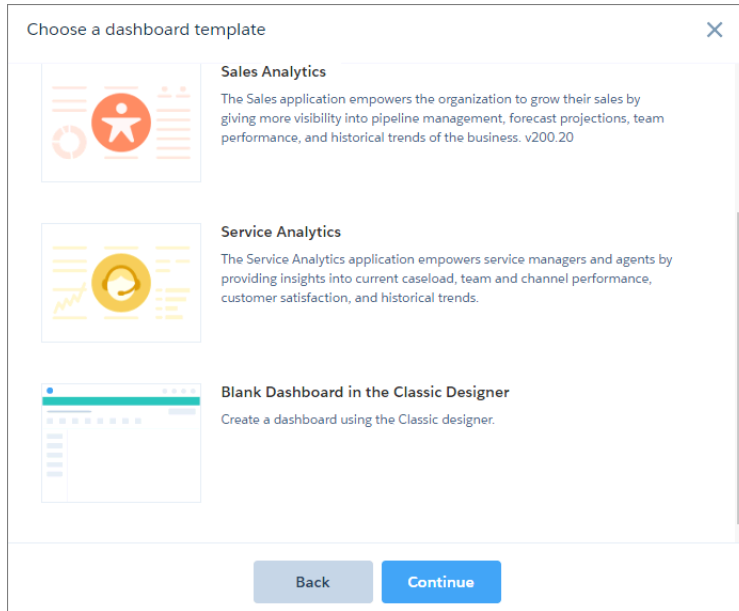 Choose a dashboard template
Sales Analytics
The Sales application empowers the organization to grow their sales by
giving more visibility into pipeline management, forecast projections, team
performance, and historical trends of the business. v200.20
Service Analytics
The Service Analytics application empowers service managers and agents by
providing insights into current caseload, team and channel performance,
customer satisfaction, and historical trends.
Blank Dashboard in the Classic Designer
Create a dashboard using the Classic designer.
Back
Continue